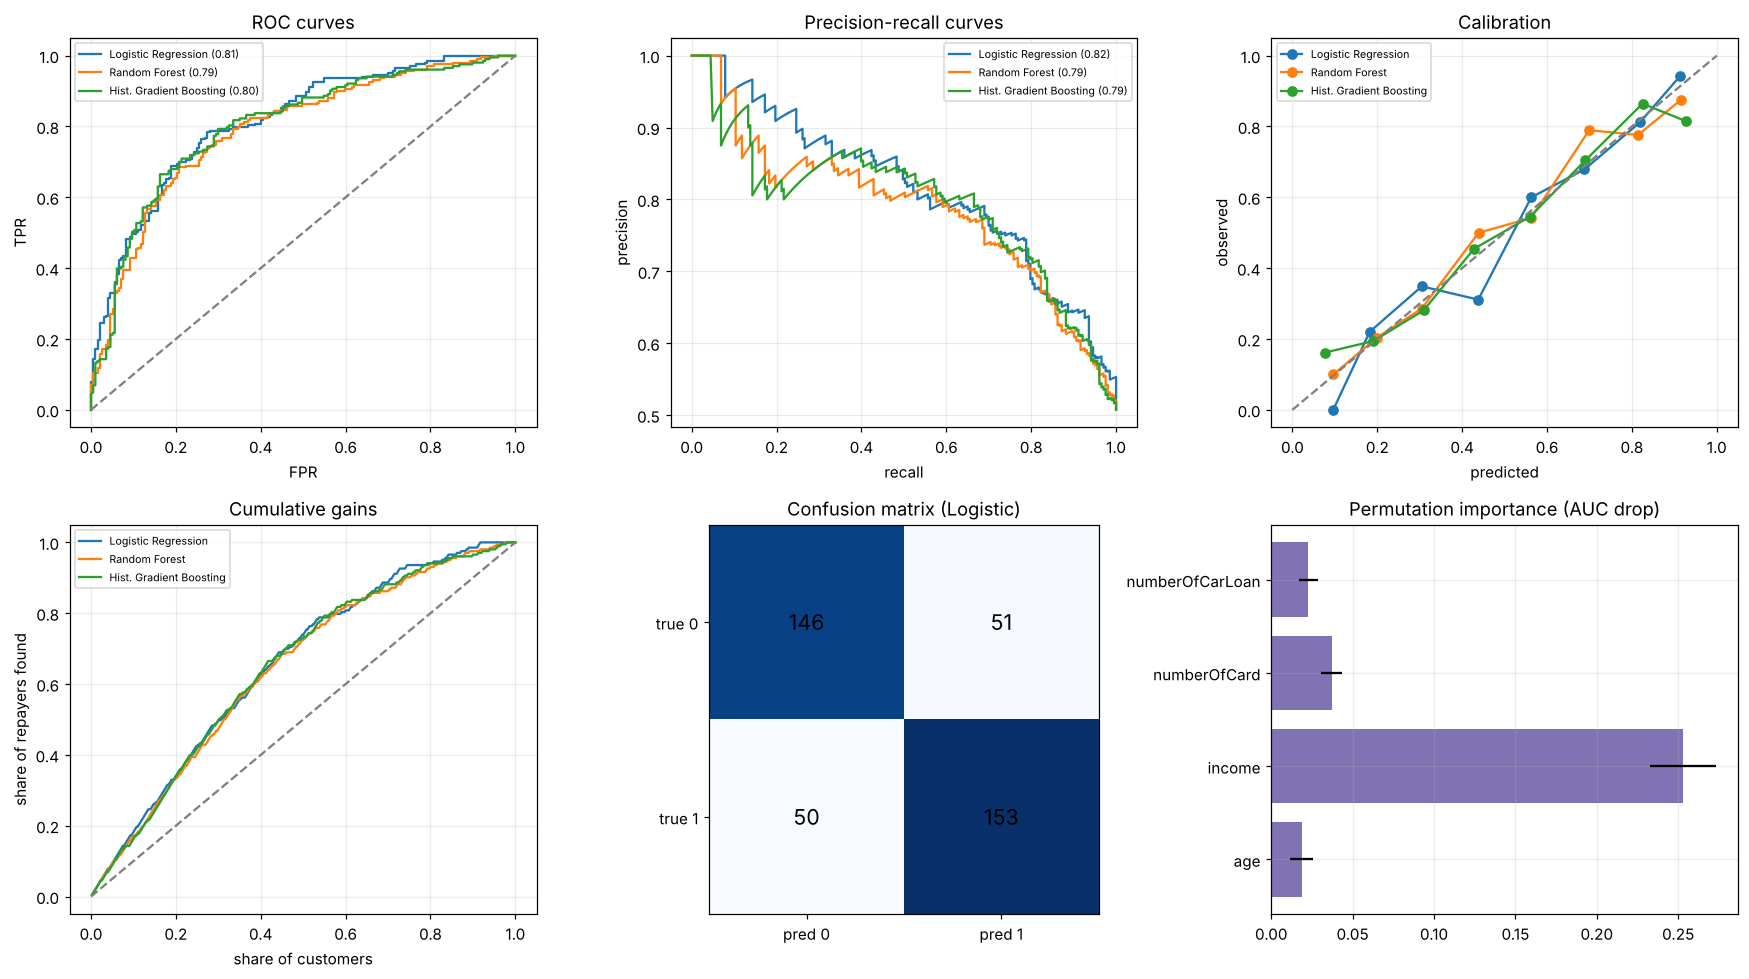 ROC curves
Logistic Regression (0.81)
Random Forest (0.79)
Hist. Gradient Boosting (0.80)
1.0
0.8
0.6
0.4
0.2
0.0
TPR
0.0 0.2 0.4 0.6 0.8 1.0
FPR
Precision-recall curves
Logistic Regression (0.82)
Random Forest (0.79)
Hist. Gradient Boosting (0.79)
1.0
0.9
0.8
0.7
0.6
0.5
precision
0.0 0.2 0.4 0.6 0.8 1.0
recall
Calibration
Logistic Regression
Random Forest
Hist. Gradient Boosting
1.0
0.8
0.6
0.4
0.2
0.0
observed
0.0 0.2 0.4 0.6 0.8 1.0
predicted
Cumulative gains
Logistic Regression
Random Forest
Hist. Gradient Boosting
1.0
0.8
0.6
0.4
0.2
0.0
share of repayers found
0.0 0.2 0.4 0.6 0.8 1.0
share of customers
Confusion matrix (Logistic)
true 0 146 51
true 1 50 153
pred 0 pred 1
Permutation importance (AUC drop)
numberOfCarLoan
numberOfCard
income
age
0.00 0.05 0.10 0.15 0.20 0.25